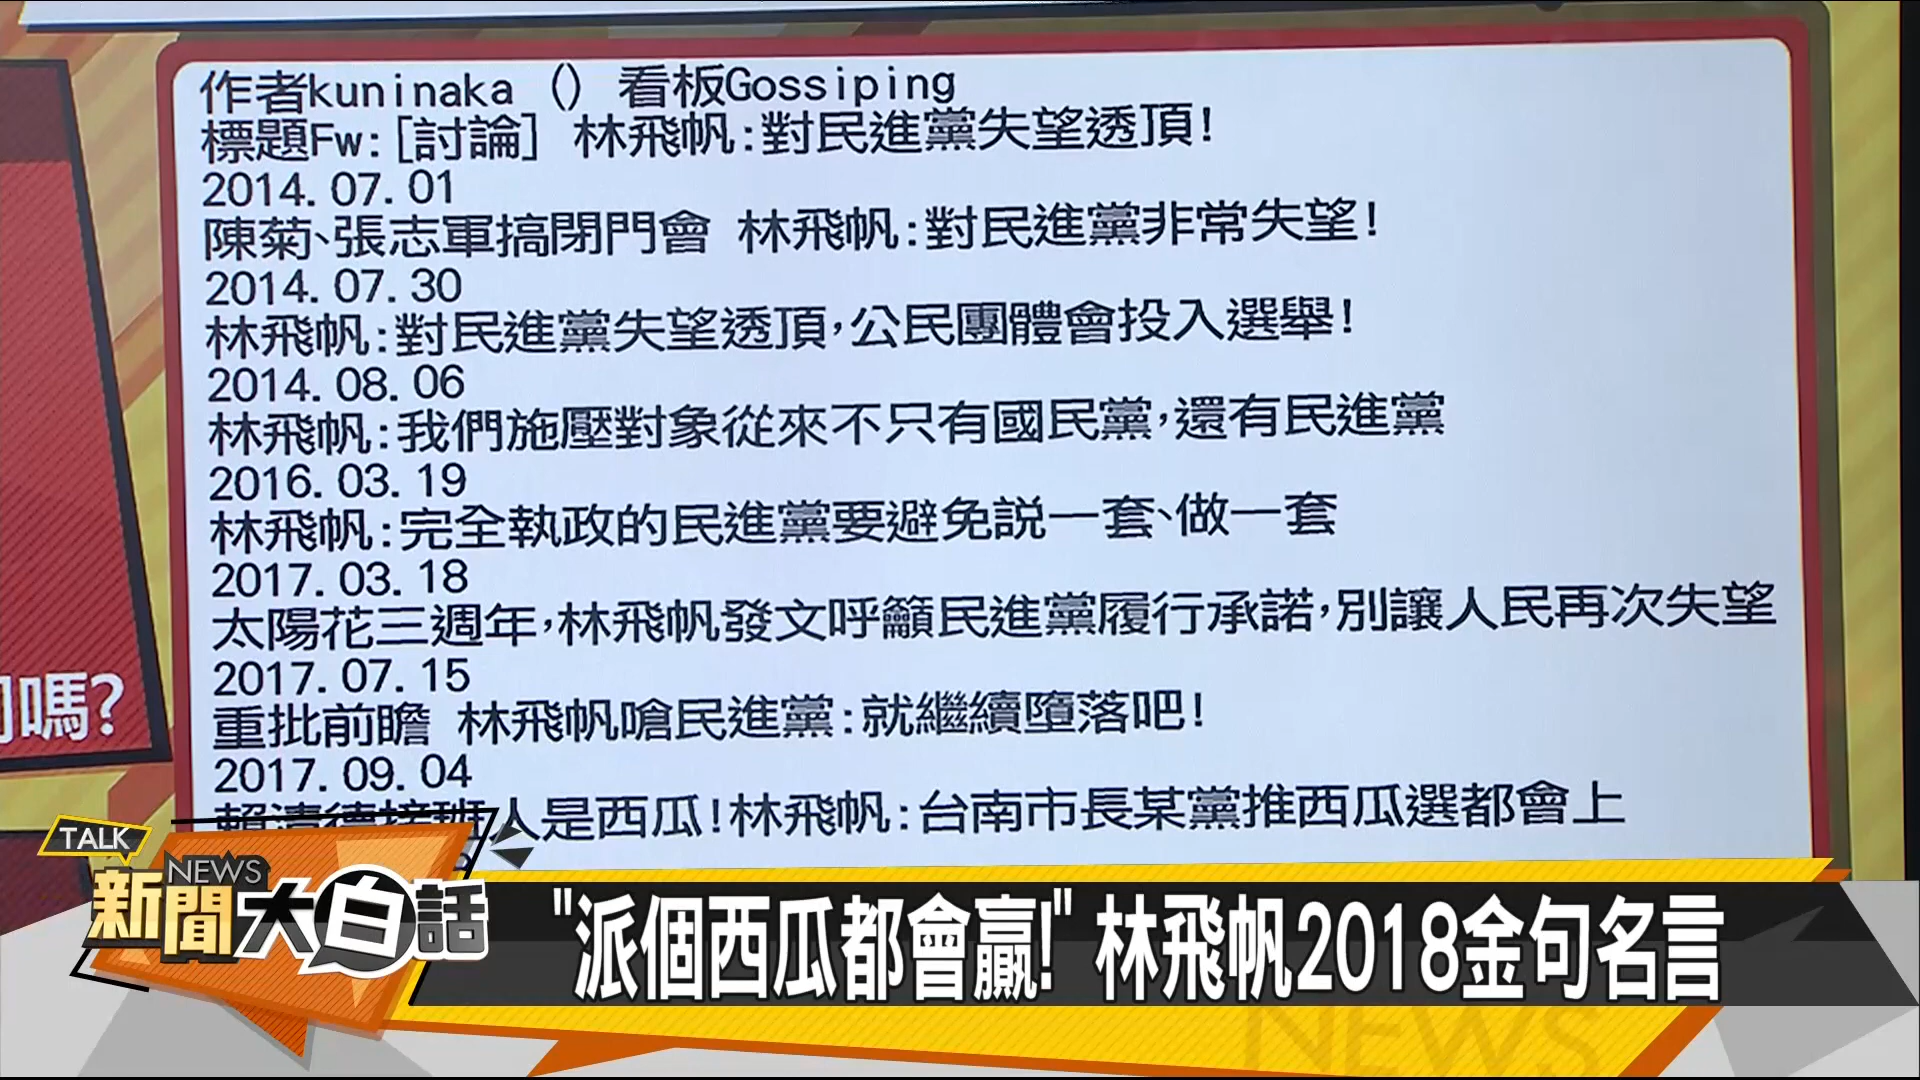 作者kuninaka () 看板Gossiping
標題Fw:[討論] 林飛帆:對民進黨失望透頂!
2014.07.01
陳菊、張志軍搞閉門會 林飛帆:對民進黨非常失望!
2014.07.30
林飛帆:對民進黨失望透頂,公民團體會投入選舉!
2014.08.06
林飛帆:我們施壓對象從來不只有國民黨,還有民進黨
2016.03.19
林飛帆:完全執政的民進黨要避免説一套、做一套
2017.03.18
太陽花三週年,林飛帆發文呼籲民進黨履行承諾,別讓人民再次失望
2017.07.15
重批前瞻 林飛帆嗆民進黨:就繼續墮落吧!
嗎?
2017.09.04
賴清德接班人是西瓜!林飛帆:台南市長某黨推西瓜選都會上
TALK
NEWS
新聞大白話
"派個西瓜都會贏!" 林飛帆2018金句名言
NEWS